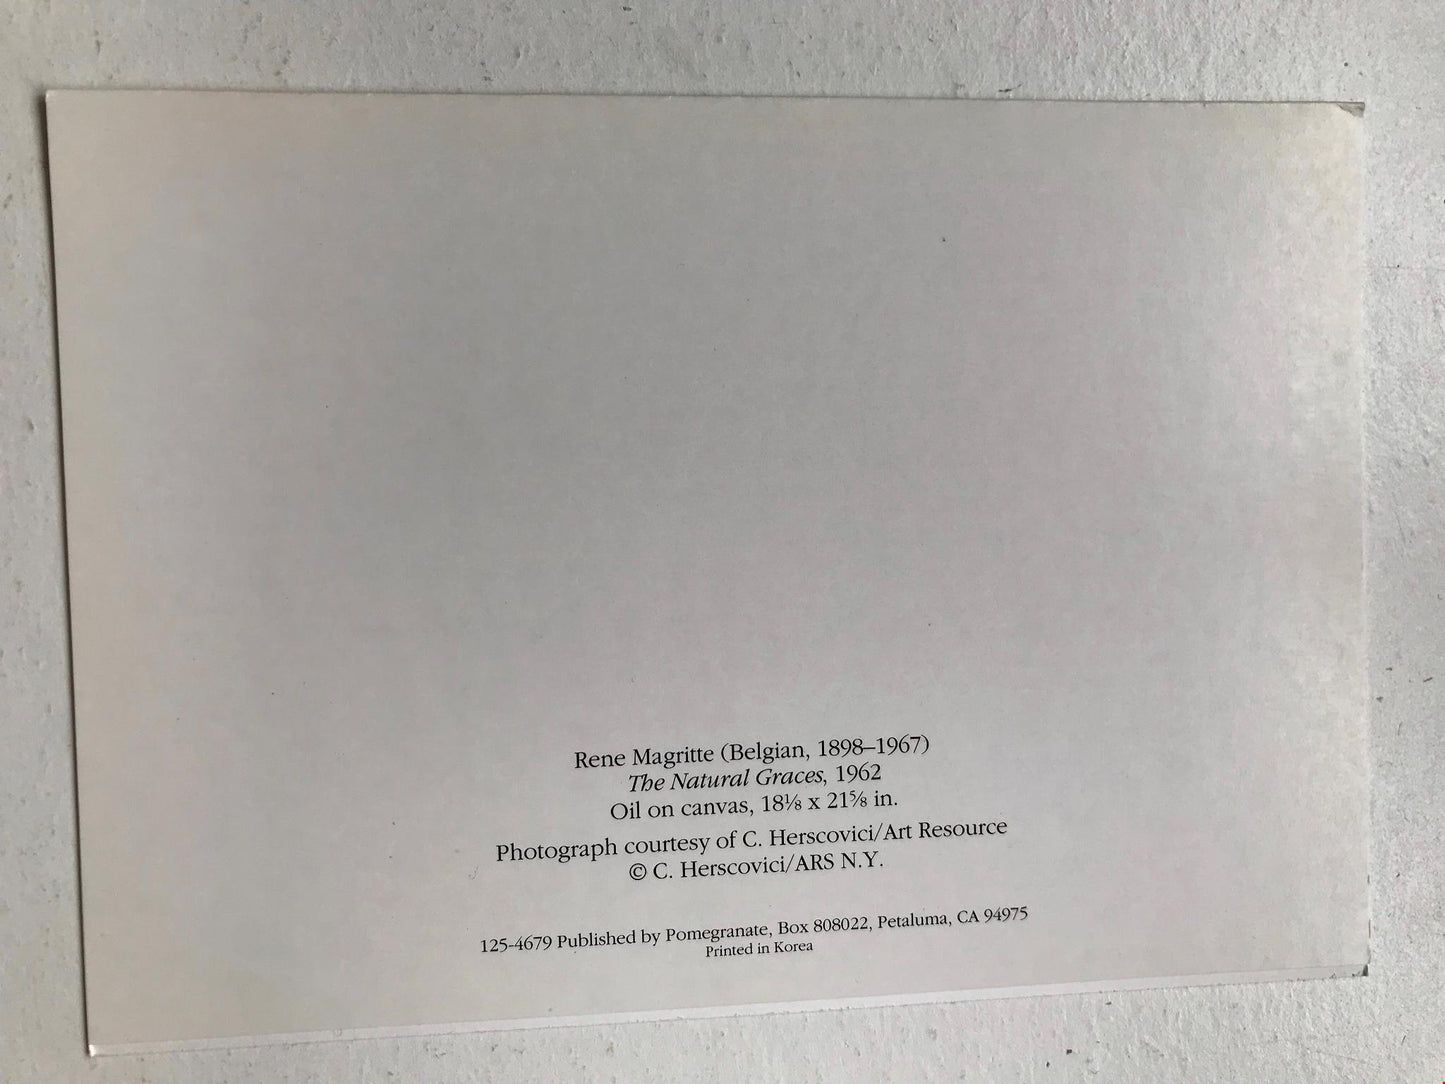 Rene Magritte (Belgian, 1898–1967)
The Natural Graces, 1962
Oil on canvas, 18⅛ x 21⅝ in.
Photograph courtesy of C. Herscovici/Art Resource
© C. Herscovici/ARS N.Y.
125-4679 Published by Pomegranate, Box 808022, Petaluma, CA 94975
Printed in Korea